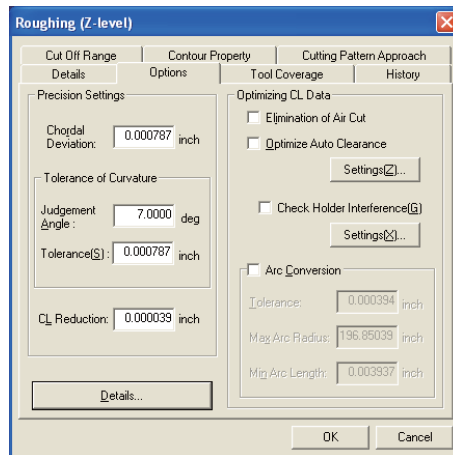 Roughing (Z-level)
Cut Off Range Contour Property Cutting Pattern Approach
Details Options Tool Coverage History
Precision Settings
Chordal Deviation: 0.000787 inch
Tolerance of Curvature
Judgement Angle : 7.0000 deg
Tolerance(S) : 0.000787 inch
CL Reduction: 0.000039 inch
Details...
Optimizing CL Data
Elimination of Air Cut
Optimize Auto Clearance
Settings(Z)...
Check Holder Interference(G)
Settings(X)...
Arc Conversion
Tolerance: 0.000394 inch
Max Arc Radius: 196.85039 inch
Min Arc Length: 0.003937 inch
OK Cancel